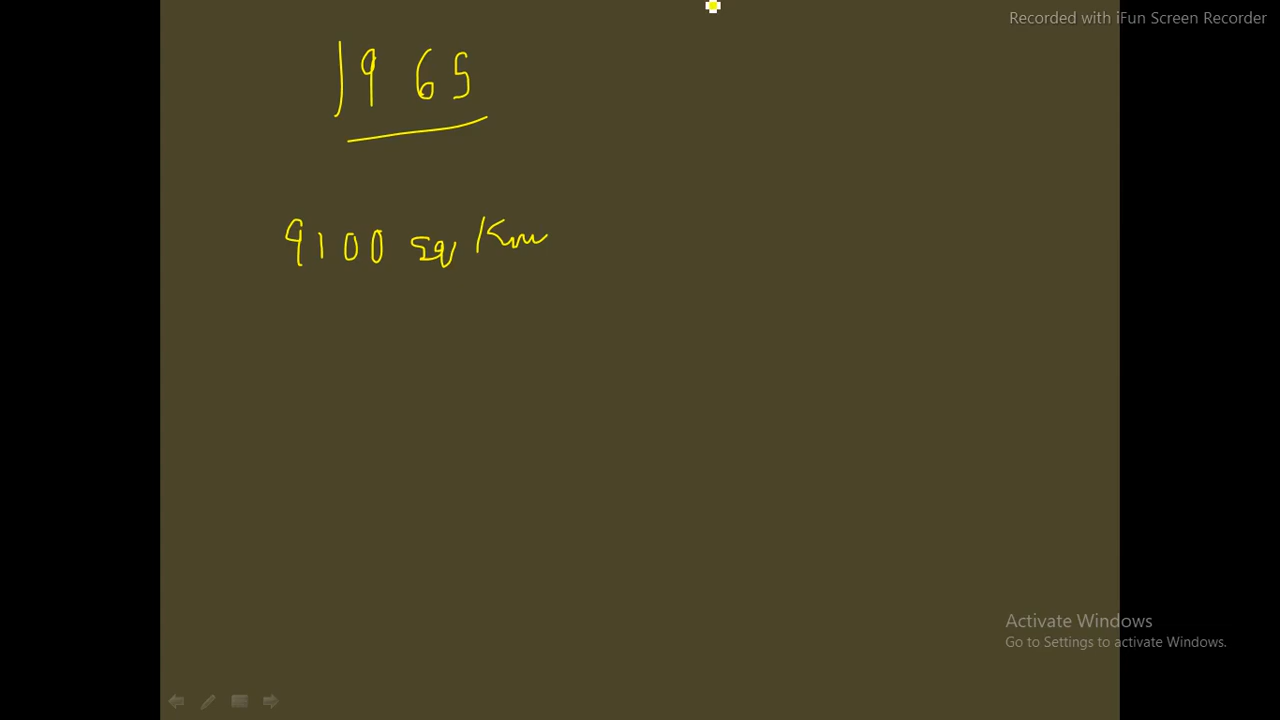 Recorded with iFun Screen Recorder
1965
9100 sq Km
Activate Windows
Go to Settings to activate Windows.